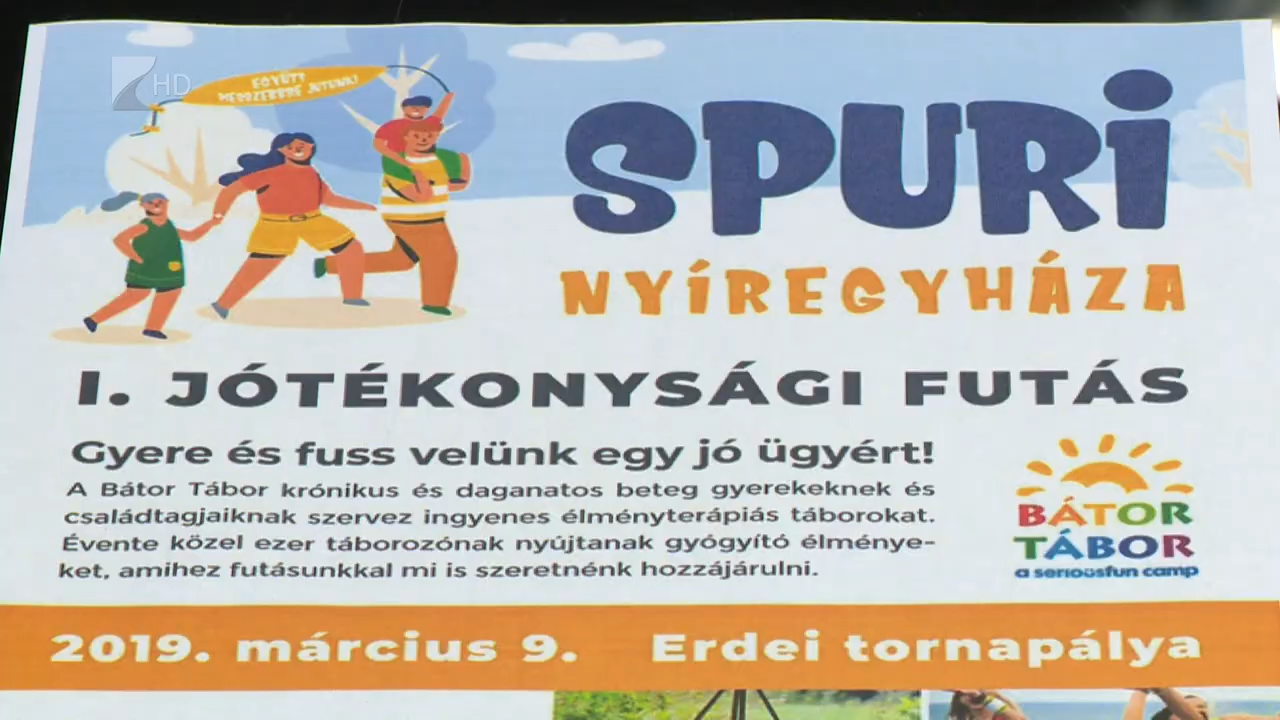 HD
EGYÜTT
MESSZEBBRE JUTUNK!
SPURI
NYÍREGYHÁZA
I. JÓTÉKONYSÁGI FUTÁS
Gyere és fuss velünk egy jó ügyért!
A Bátor Tábor krónikus és daganatos beteg gyerekeknek és
családtagjaiknak szervez ingyenes élményterápiás táborokat.
Évente közel ezer táborozónak nyújtanak gyógyító élménye-
ket, amihez futásunkkal mi is szeretnénk hozzájárulni.
BÁTOR
TÁBOR
a seriousfun camp
2019. március 9. Erdei tornapálya